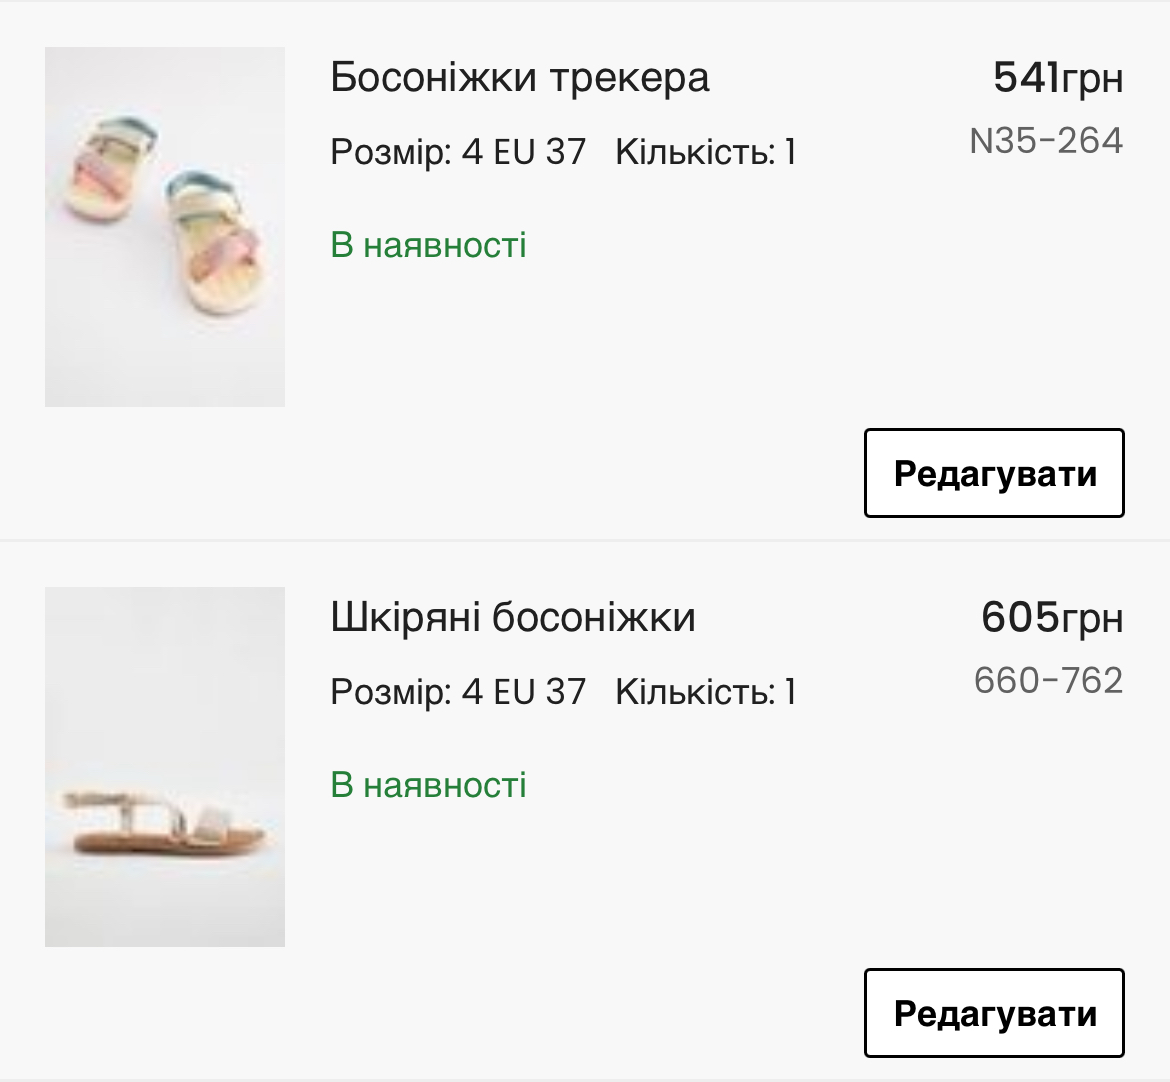 Босоніжки трекера
541грн
Розмір: 4 EU 37 Кількість: 1
N35-264
В наявності
Редагувати
Шкіряні босоніжки
605грн
Розмір: 4 EU 37 Кількість: 1
660-762
В наявності
Редагувати